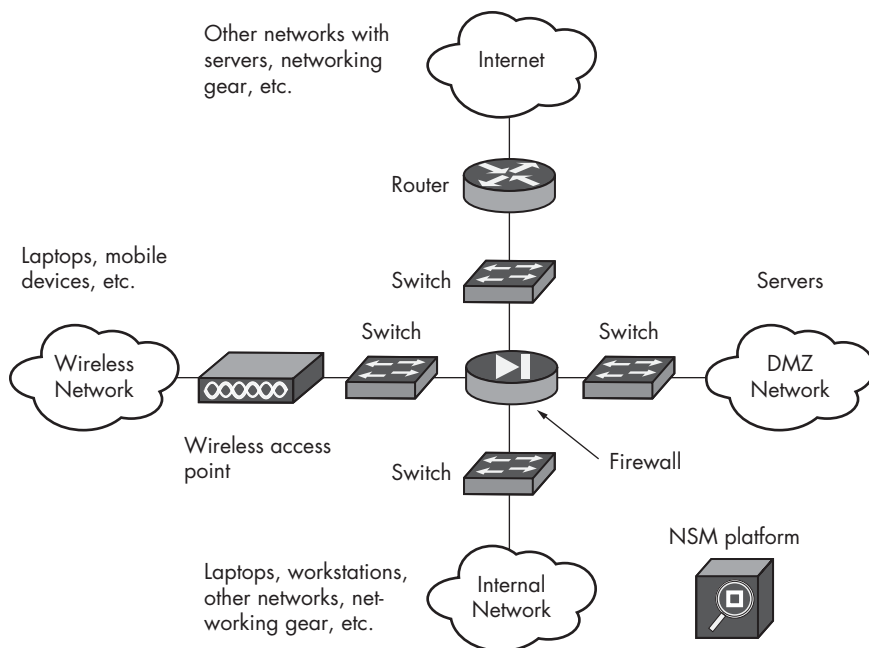 Other networks with
servers, networking
gear, etc.
Internet
Router
Laptops, mobile
devices, etc.
Switch
Servers
Switch
Switch
Wireless
Network
DMZ
Network
Wireless access
point
Switch
Firewall
NSM platform
Laptops, workstations,
other networks, net-
working gear, etc.
Internal
Network